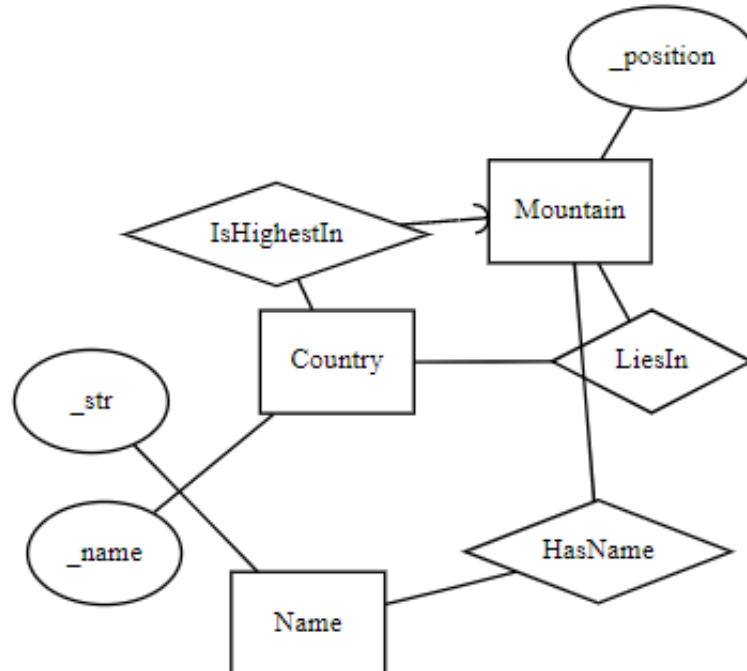 _position
Mountain
IsHighestIn
Country
LiesIn
_str
_name
HasName
Name